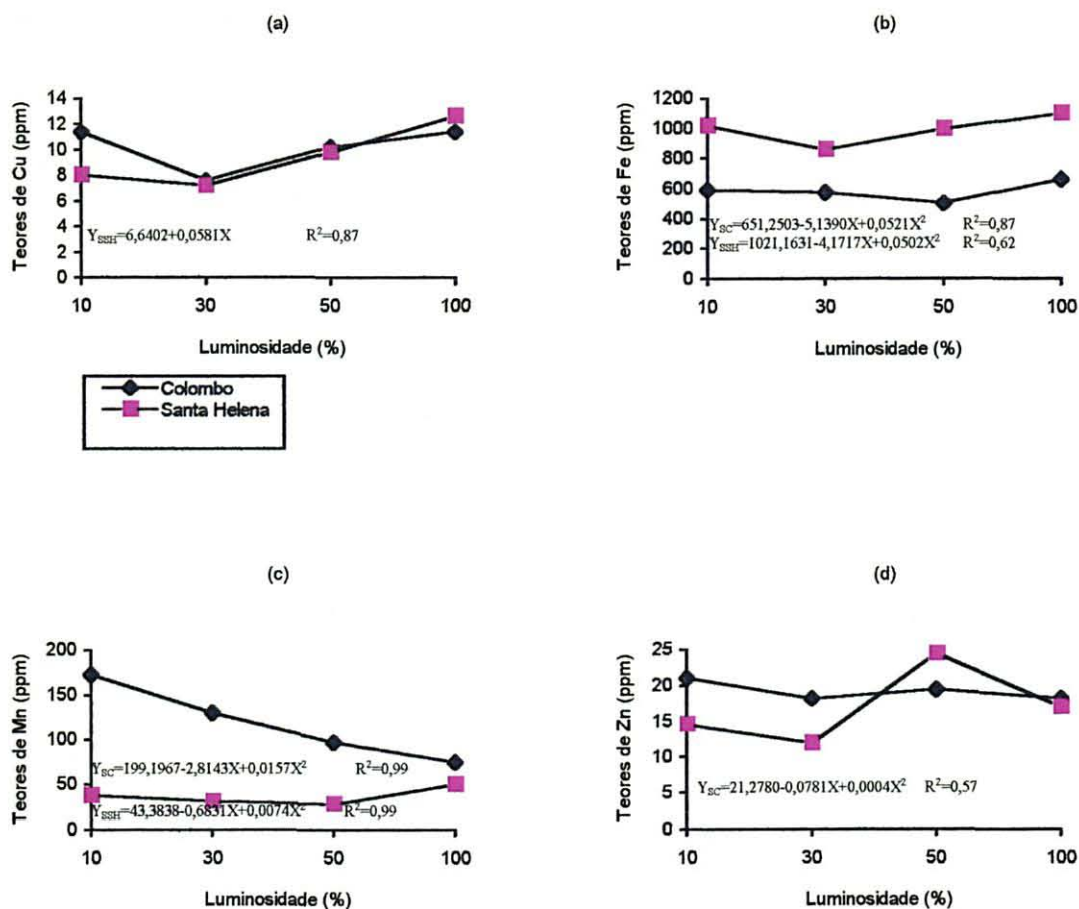 (a)
Teores de Cu (ppm)
14
12
10
8
6
4
2
0
Y_SSH=6,6402+0,0581X R²=0,87
10 30 50 100
Luminosidade (%)
Colombo
Santa Helena
(b)
Teores de Fe (ppm)
1200
1000
800
600
400
200
0
Y_SC=651,2503-5,1390X+0,0521X² R²=0,87
Y_SSH=1021,1631-4,1717X+0,0502X² R²=0,62
10 30 50 100
Luminosidade (%)
(c)
Teores de Mn (ppm)
200
150
100
50
0
Y_SC=199,1967-2,8143X+0,0157X² R²=0,99
Y_SSH=43,3838-0,6831X+0,0074X² R²=0,99
10 30 50 100
Luminosidade (%)
(d)
Teores de Zn (ppm)
25
20
15
10
5
0
Y_SC=21,2780-0,0781X+0,0004X² R²=0,57
10 30 50 100
Luminosidade (%)